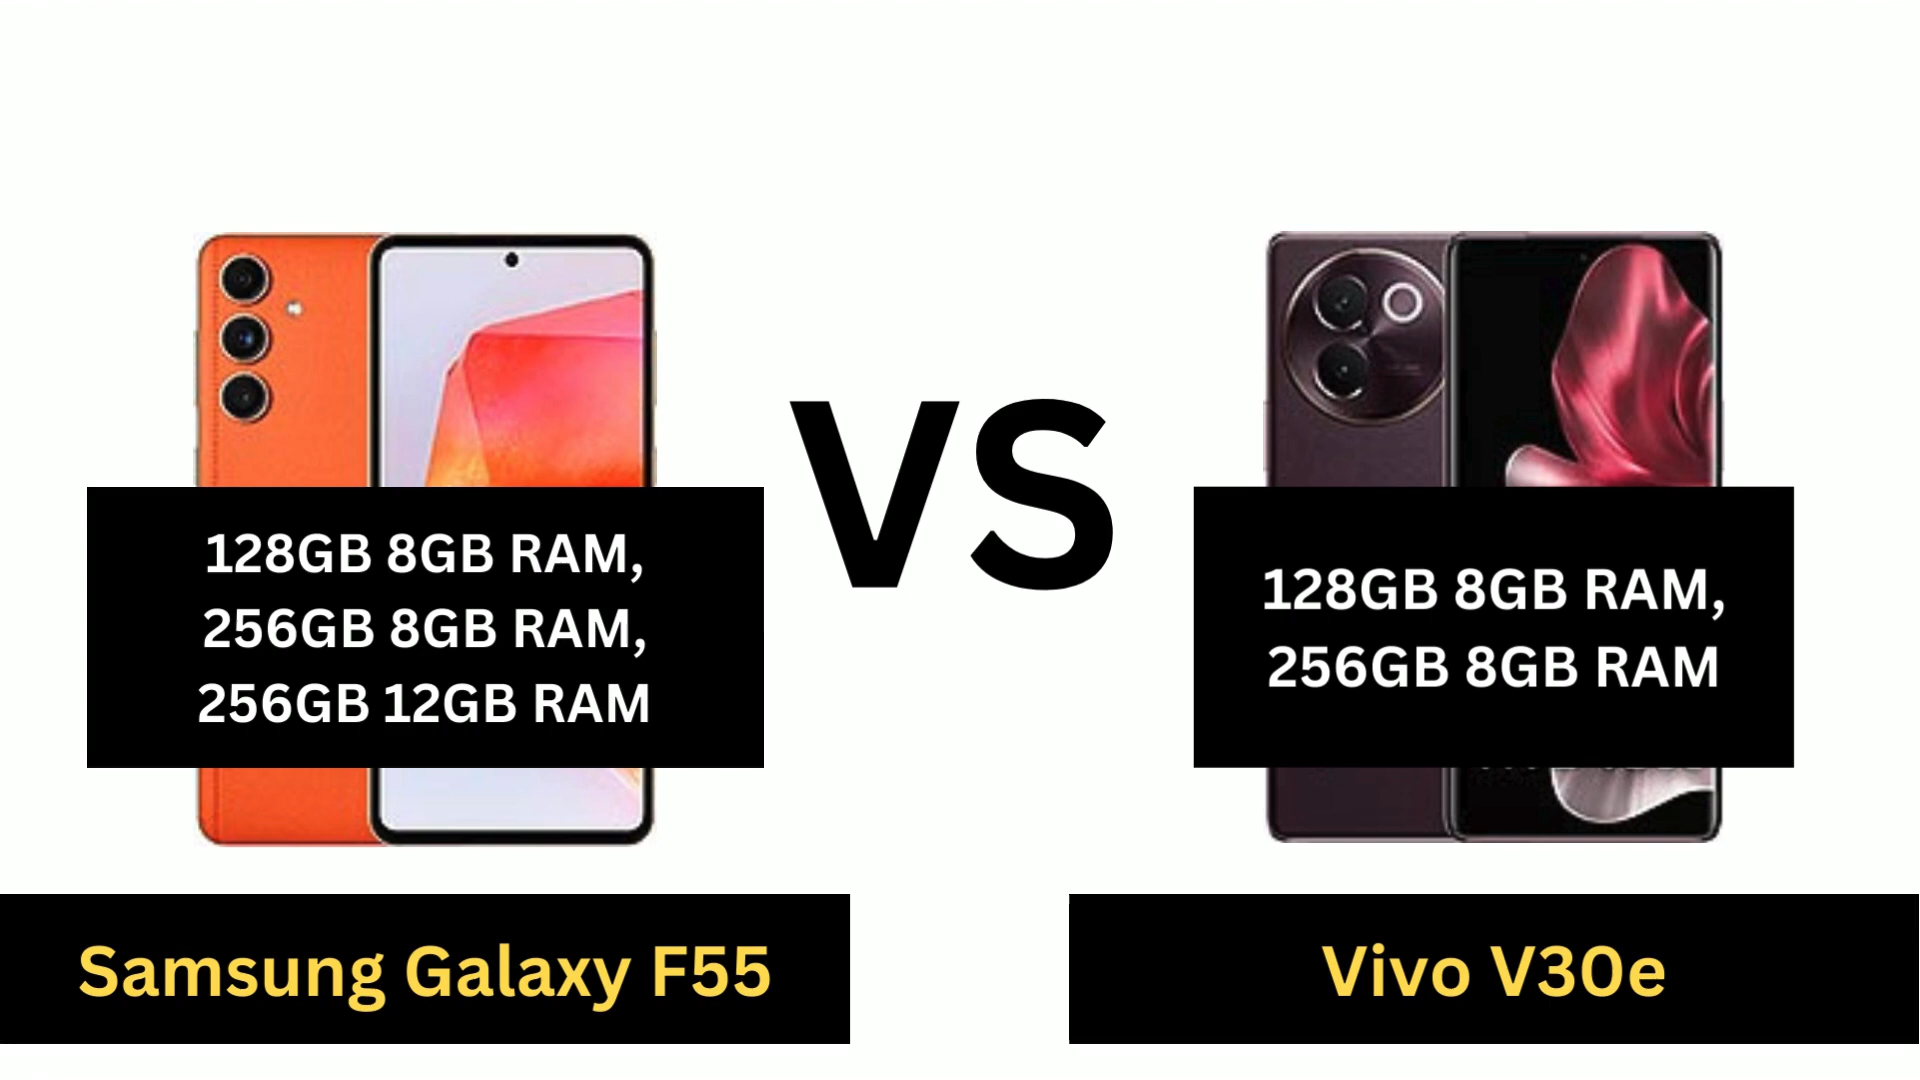 128GB 8GB RAM,
256GB 8GB RAM,
256GB 12GB RAM
VS
128GB 8GB RAM,
256GB 8GB RAM
Samsung Galaxy F55
Vivo V30e